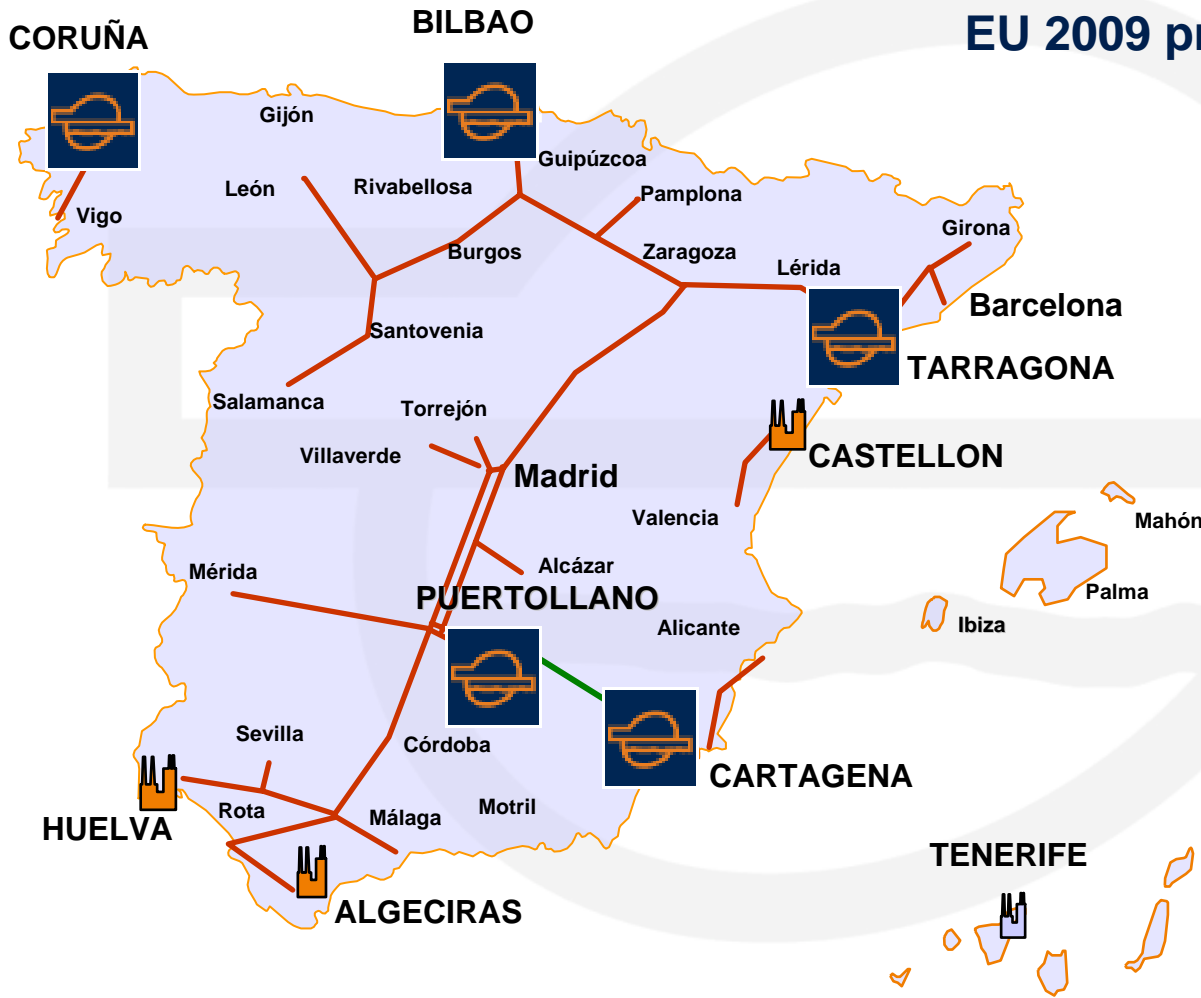 BILBAO
EU 2009 pr
CORUÑA
Gijón
Guipúzcoa
León
Rivabellosa
Pamplona
Vigo
Girona
Burgos
Zaragoza
Lérida
Barcelona
Santovenia
TARRAGONA
Salamanca
Torrejón
Villaverde
CASTELLON
Madrid
Valencia
Mahón
Alcázar
Mérida
PUERTOLLANO
Palma
Ibiza
Alicante
Sevilla
Córdoba
CARTAGENA
Rota
Málaga
Motril
HUELVA
TENERIFE
ALGECIRAS